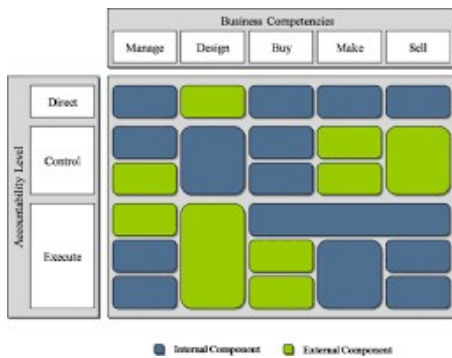 Business Competencies
Manage Design Buy Make Sell
Accountability Level
Direct
Control
Execute
Internal Component External Component